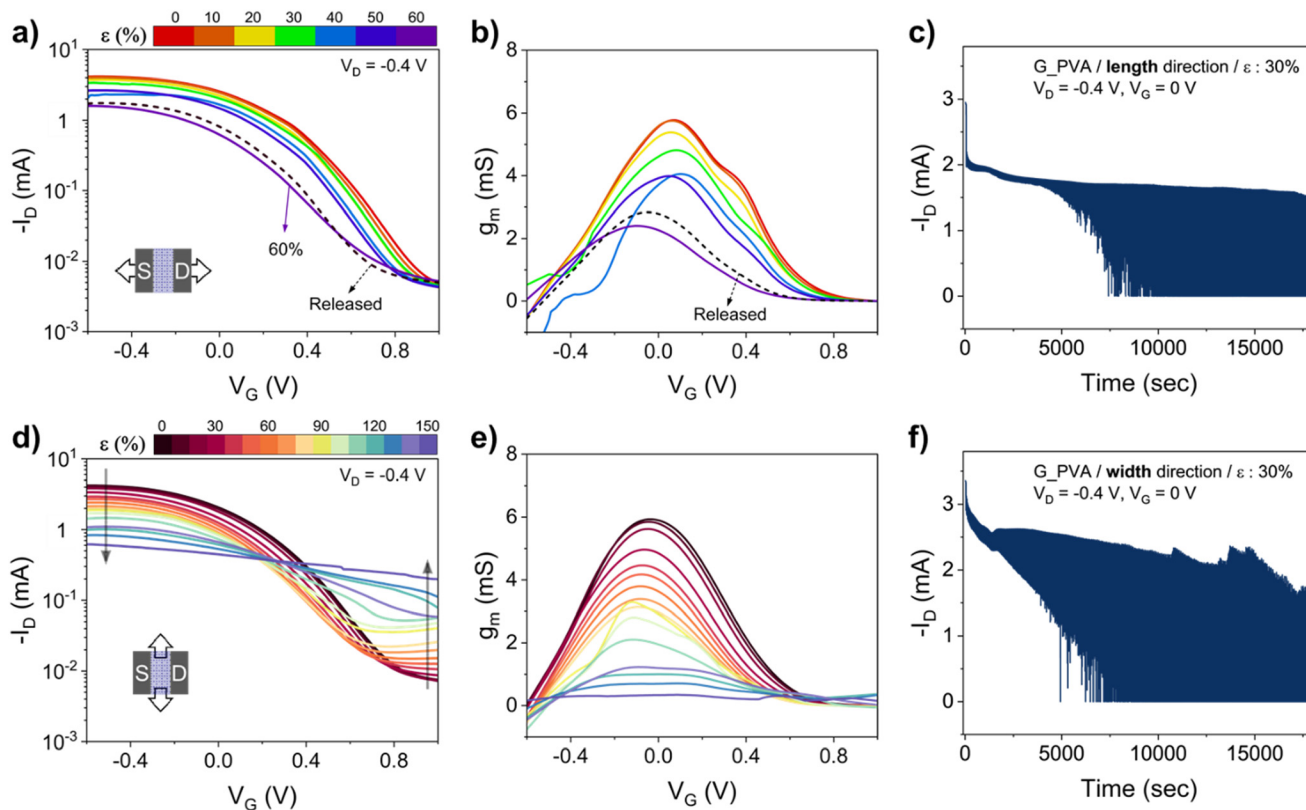 a)
ε (%)
0 10 20 30 40 50 60
V_D = -0.4 V
10^1
1
10^-1
10^-2
10^-3
-I_D (mA)
60%
Released
S D
-0.4 0.0 0.4 0.8
V_G (V)
b)
8
6
4
2
0
g_m (mS)
Released
-0.4 0.0 0.4 0.8
V_G (V)
c)
G_PVA / length direction / ε : 30%
V_D = -0.4 V, V_G = 0 V
3
2
1
0
-I_D (mA)
0 5000 10000 15000
Time (sec)
d)
ε (%)
0 30 60 90 120 150
V_D = -0.4 V
10^1
1
10^-1
10^-2
10^-3
-I_D (mA)
S D
-0.4 0.0 0.4 0.8
V_G (V)
e)
8
6
4
2
0
g_m (mS)
-0.4 0.0 0.4 0.8
V_G (V)
f)
G_PVA / width direction / ε : 30%
V_D = -0.4 V, V_G = 0 V
3
2
1
0
-I_D (mA)
0 5000 10000 15000
Time (sec)